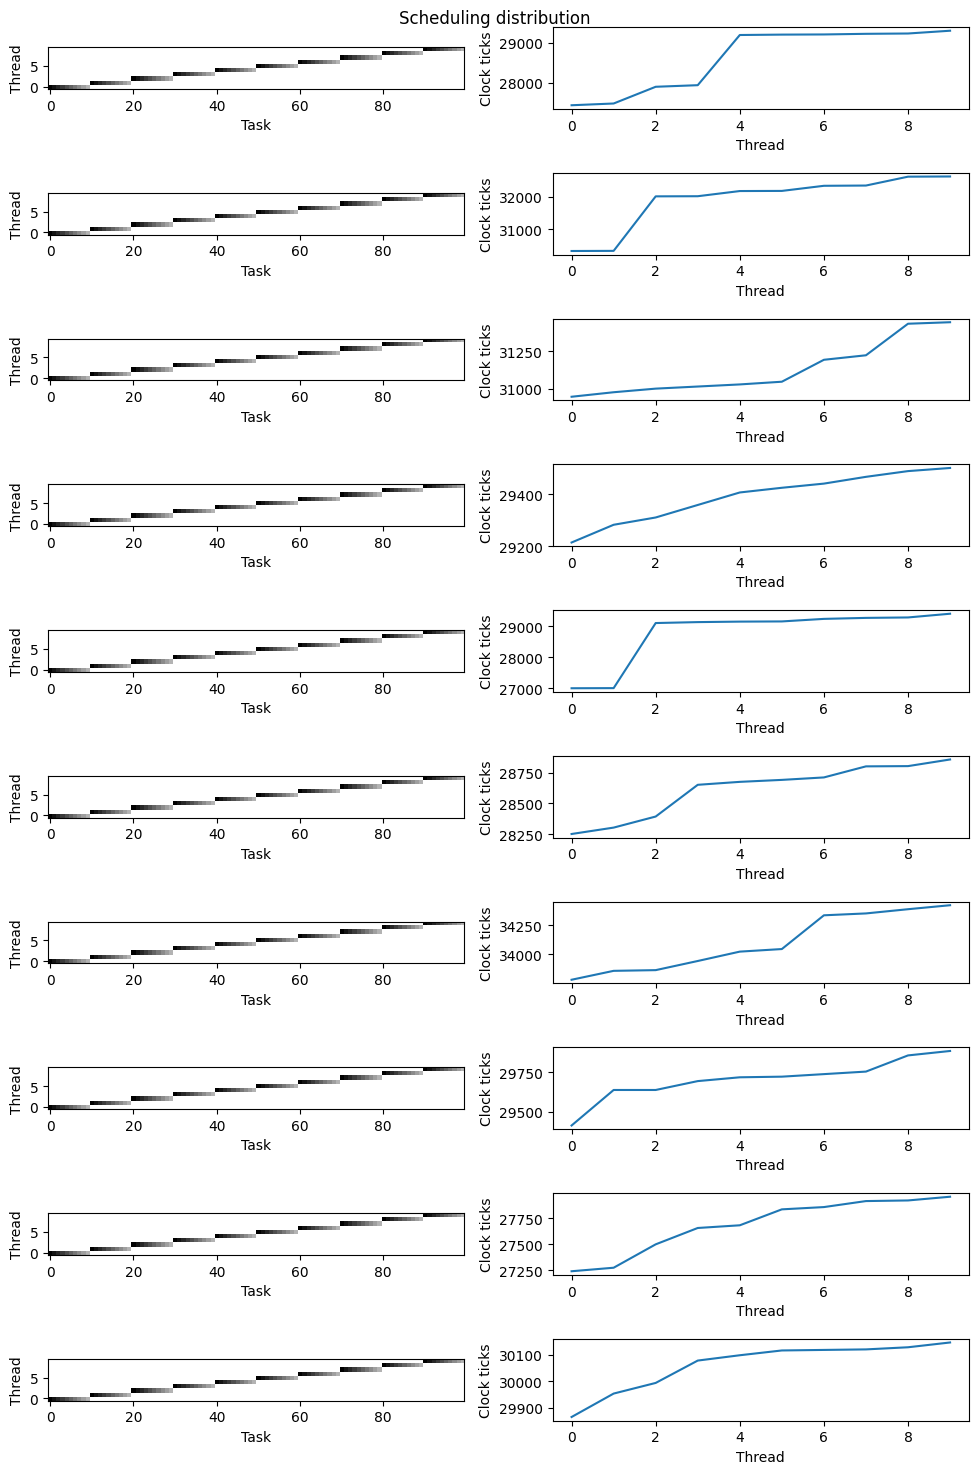 Scheduling distribution
Thread
5
0
0 20 40 60 80
Task
Clock ticks
29000
28000
0 2 4 6 8
Thread
Thread
5
0
0 20 40 60 80
Task
Clock ticks
32000
31000
0 2 4 6 8
Thread
Thread
5
0
0 20 40 60 80
Task
Clock ticks
31250
31000
0 2 4 6 8
Thread
Thread
5
0
0 20 40 60 80
Task
Clock ticks
29400
29200
0 2 4 6 8
Thread
Thread
5
0
0 20 40 60 80
Task
Clock ticks
29000
28000
27000
0 2 4 6 8
Thread
Thread
5
0
0 20 40 60 80
Task
Clock ticks
28750
28500
28250
0 2 4 6 8
Thread
Thread
5
0
0 20 40 60 80
Task
Clock ticks
34250
34000
0 2 4 6 8
Thread
Thread
5
0
0 20 40 60 80
Task
Clock ticks
29750
29500
0 2 4 6 8
Thread
Thread
5
0
0 20 40 60 80
Task
Clock ticks
27750
27500
27250
0 2 4 6 8
Thread
Thread
5
0
0 20 40 60 80
Task
Clock ticks
30100
30000
29900
0 2 4 6 8
Thread